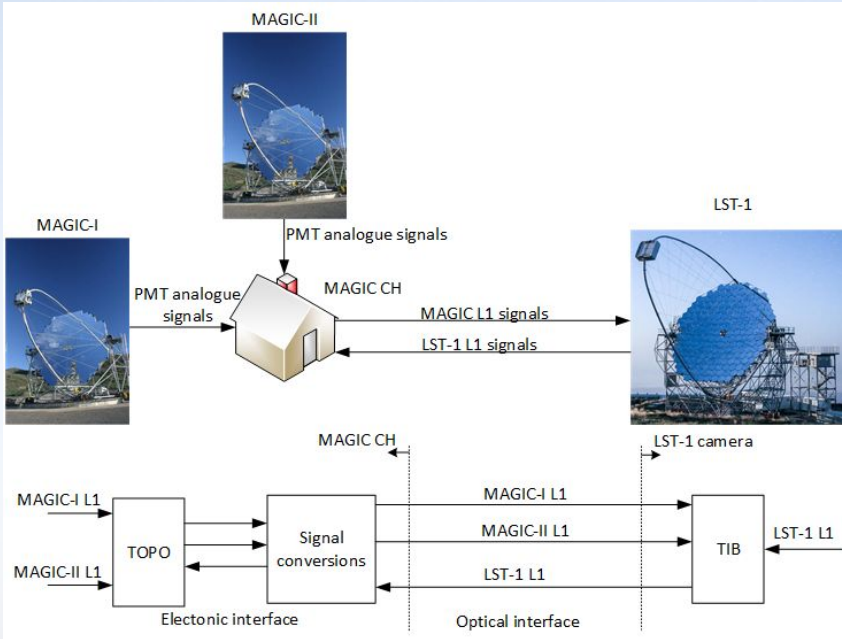 MAGIC-II
MAGIC-I
LST-1
PMT analogue signals
PMT analogue
signals
MAGIC CH
MAGIC L1 signals
LST-1 L1 signals
MAGIC CH
LST-1 camera
MAGIC-I L1
MAGIC-II L1
TOPO
Signal
conversions
MAGIC-I L1
MAGIC-II L1
LST-1 L1
TIB
LST-1 L1
Electonic interface
Optical interface